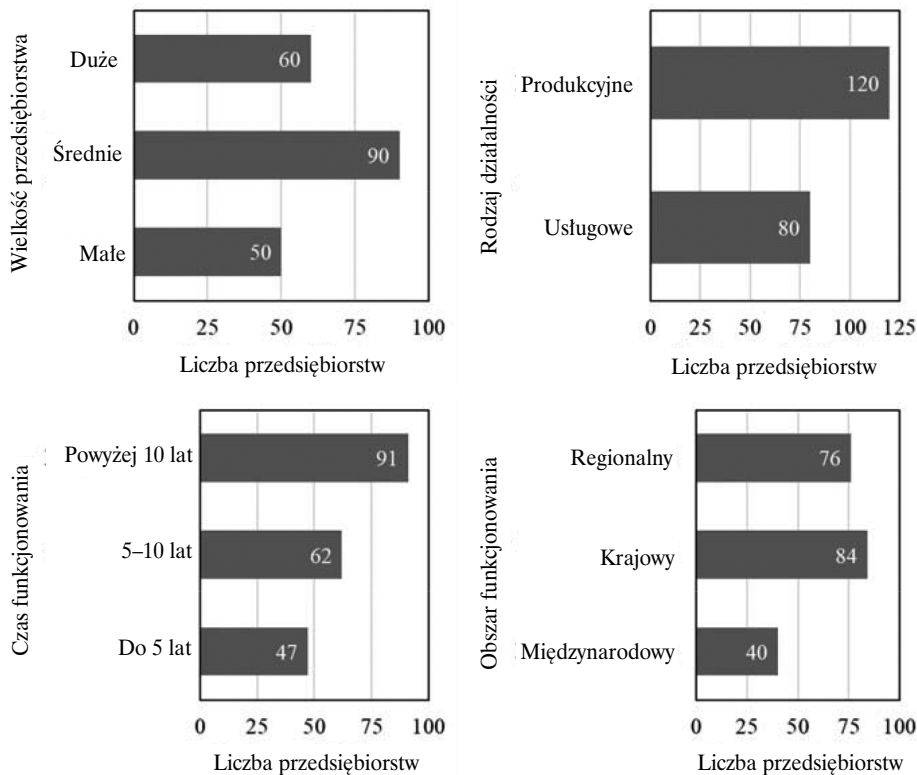 Wielkość przedsiębiorstwa
Duże
60
Średnie
90
Małe
50
0 25 50 75 100
Liczba przedsiębiorstw
Rodzaj działalności
Produkcyjne
120
Usługowe
80
0 25 50 75 100 125
Liczba przedsiębiorstw
Czas funkcjonowania
Powyżej 10 lat
91
5–10 lat
62
Do 5 lat
47
0 25 50 75 100
Liczba przedsiębiorstw
Obszar funkcjonowania
Regionalny
76
Krajowy
84
Międzynarodowy
40
0 25 50 75 100
Liczba przedsiębiorstw